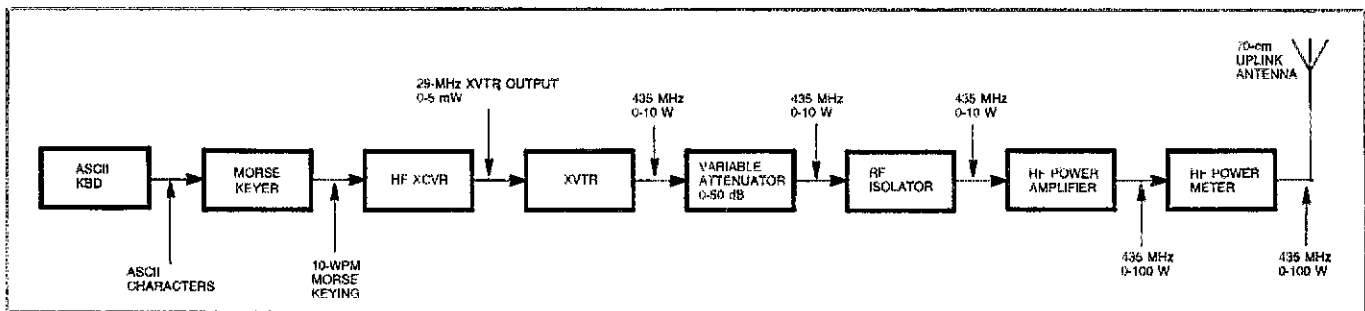 29-MHz XVTR OUTPUT
0-5 mW
435 MHz
0-10 W
435 MHz
0-10 W
435 MHz
0-10 W
70-cm
UPLINK
ANTENNA
ASCII
KBD
MORSE
KEYER
HF XCVR
XVTR
VARIABLE
ATTENUATOR
0-50 dB
RF
ISOLATOR
RF POWER
AMPLIFIER
RF POWER
METER
ASCII
CHARACTERS
10-WPM
MORSE
KEYING
435 MHz
0-100 W
435 MHz
0-100 W